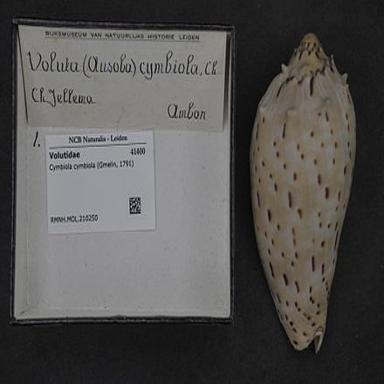 RIJKSMUSEUM VAN NATUURLIJKE HISTORIE LEIDEN
Voluta (Ausoba) cymbiola, Ch
Ch. Jellema
Ambon
1.
NCB Naturalis - Leiden
Volutidae 41400
Cymbiola cymbiola (Gmelin, 1791)
RMNH.MOL.210250